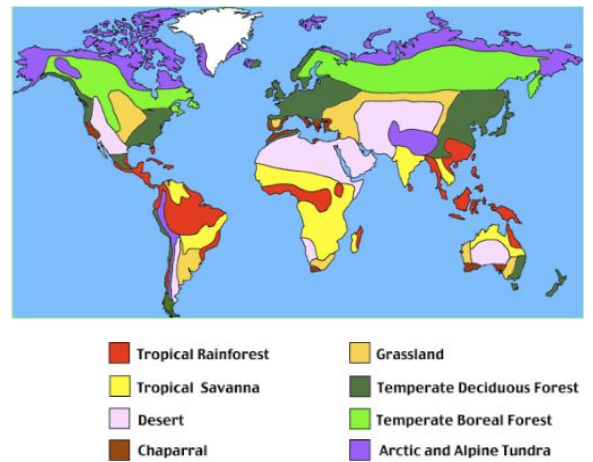 Tropical Rainforest
Tropical Savanna
Desert
Chaparral
Grassland
Temperate Deciduous Forest
Temperate Boreal Forest
Arctic and Alpine Tundra